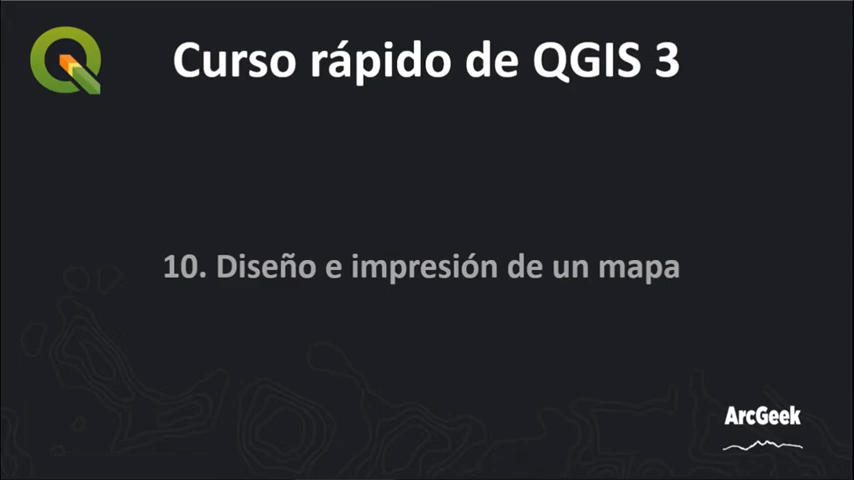 Curso rápido de QGIS 3
10. Diseño e impresión de un mapa
ArcGeek